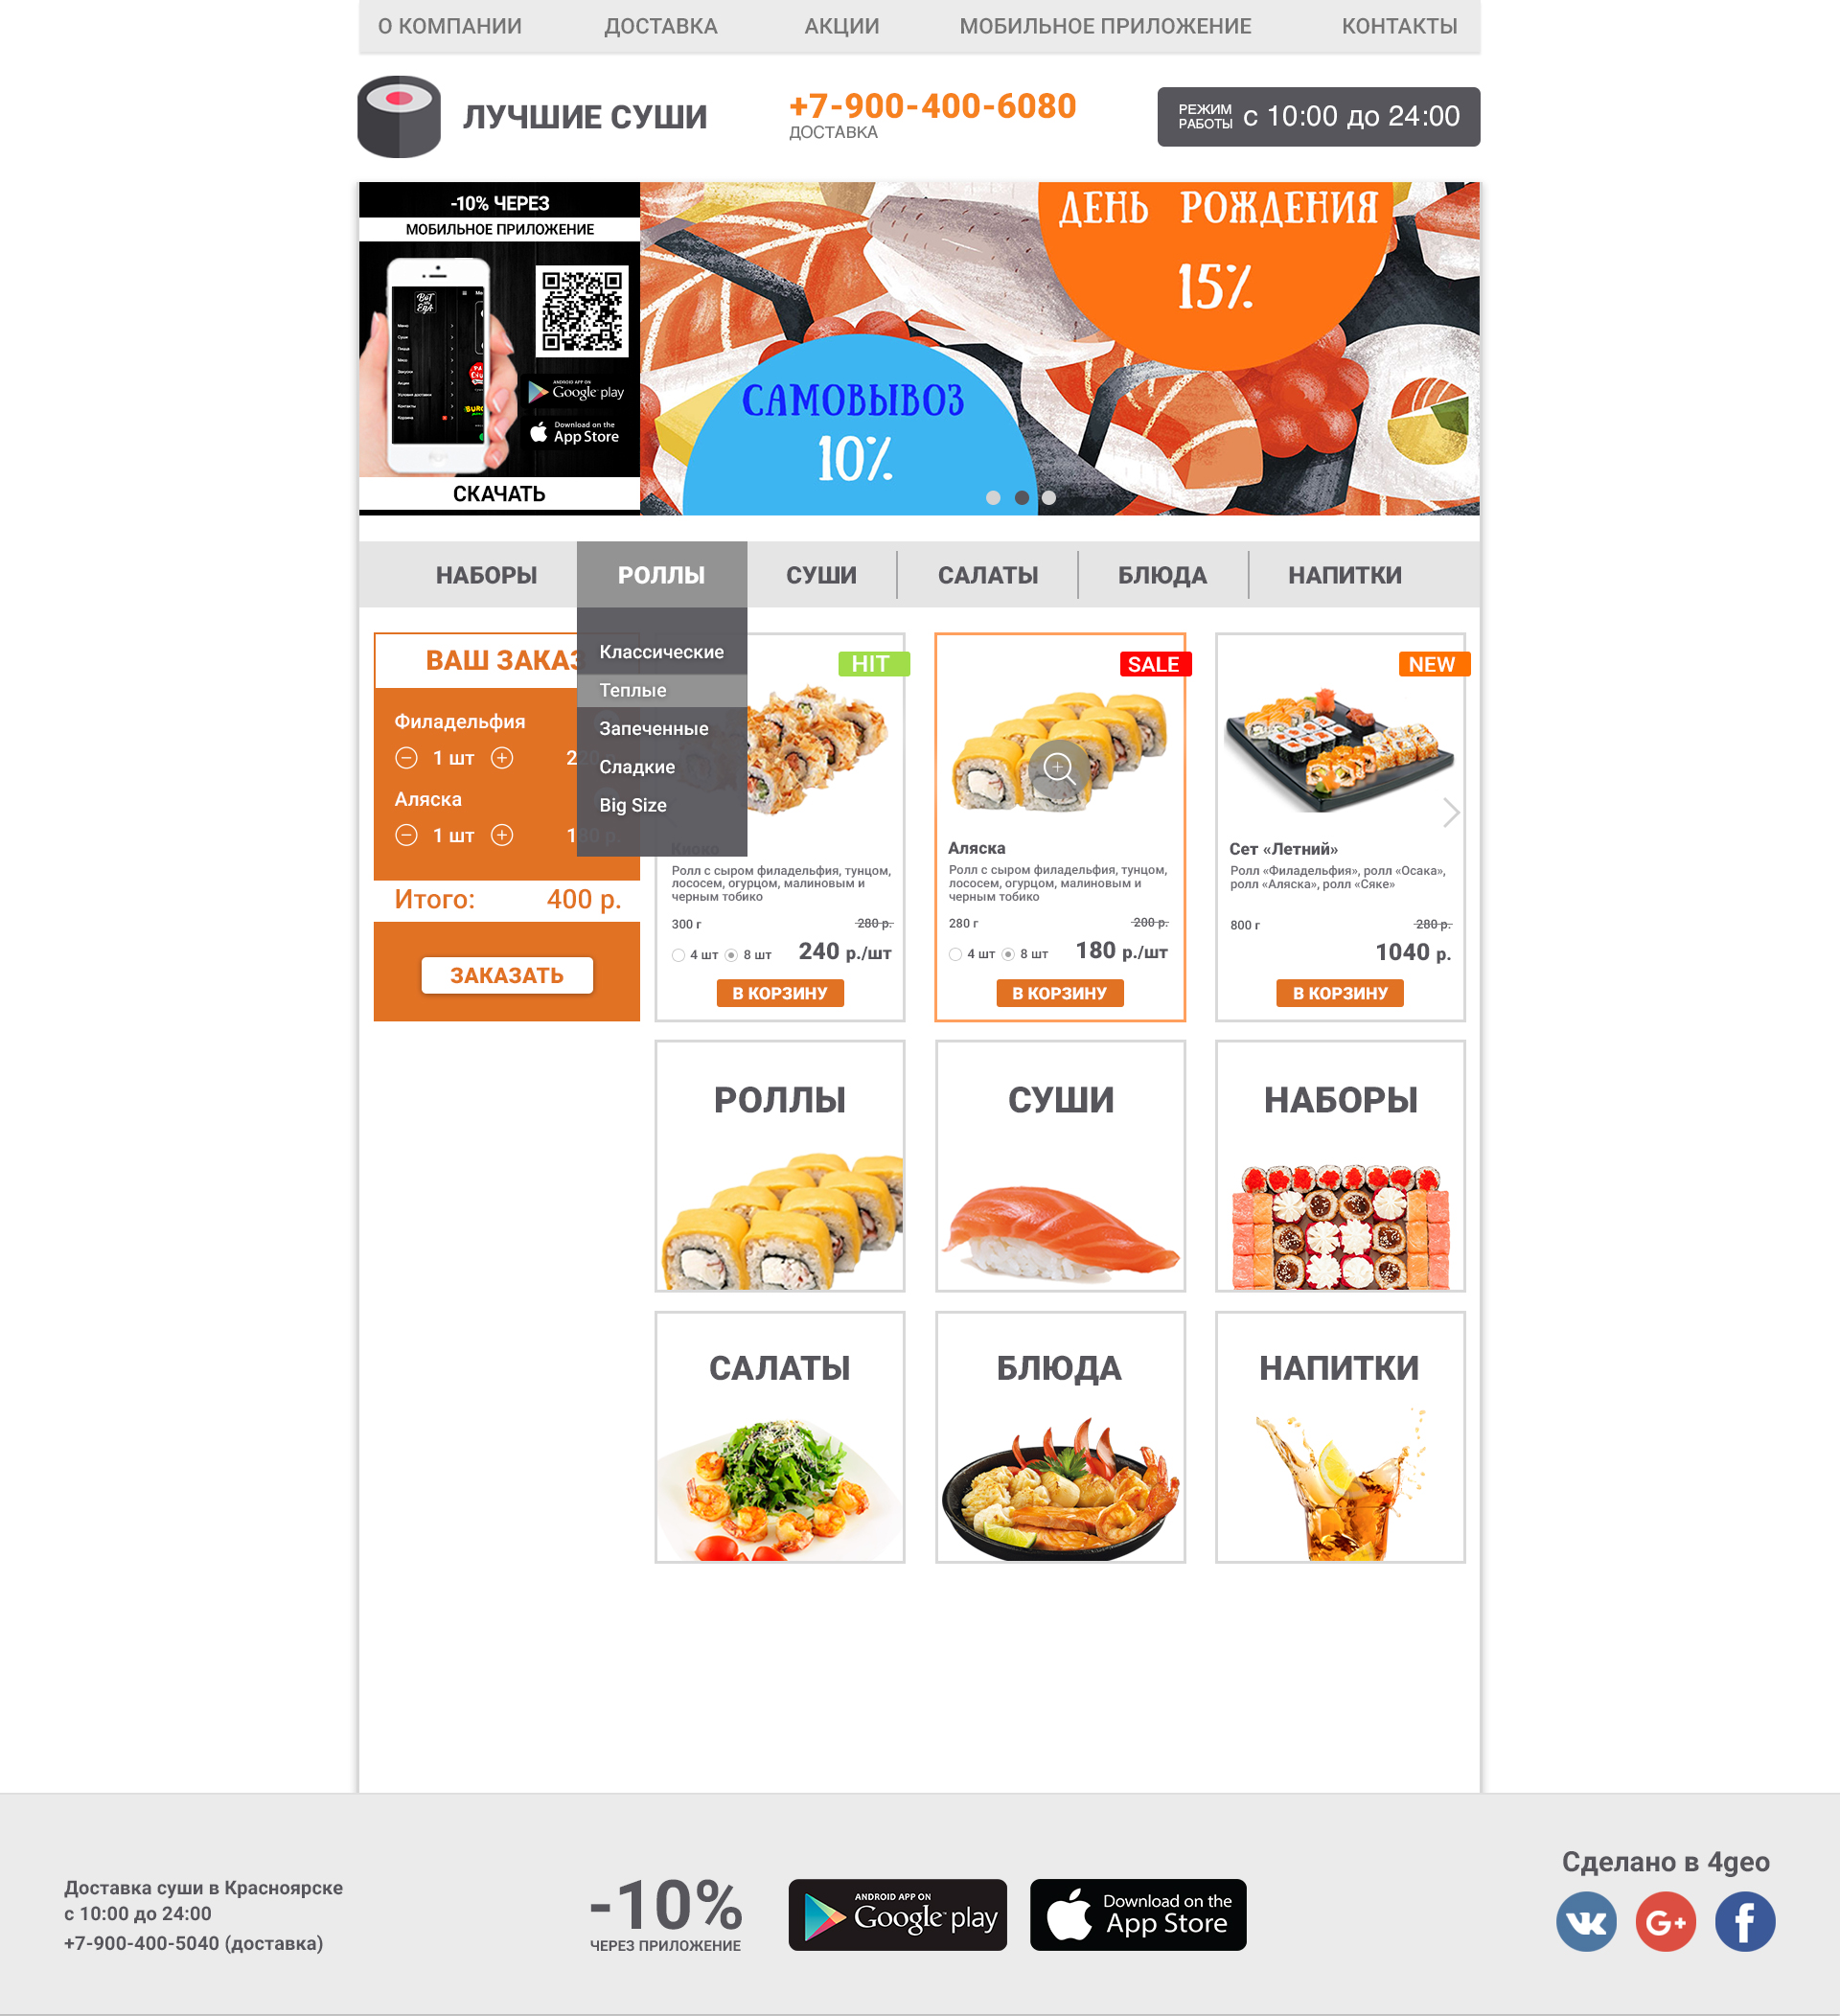 О КОМПАНИИ
ДОСТАВКА
АКЦИИ
МОБИЛЬНОЕ ПРИЛОЖЕНИЕ
КОНТАКТЫ
ЛУЧШИЕ СУШИ
+7-900-400-6080
ДОСТАВКА
РЕЖИМ
РАБОТЫ
с 10:00 до 24:00
-10% ЧЕРЕЗ
МОБИЛЬНОЕ ПРИЛОЖЕНИЕ
ANDROID APP ON
Google play
Download on the
App Store
СКАЧАТЬ
ДЕНЬ РОЖДЕНИЯ
15%
САМОВЫВОЗ
10%
НАБОРЫ
РОЛЛЫ
СУШИ
САЛАТЫ
БЛЮДА
НАПИТКИ
Классические
Теплые
Запеченные
Сладкие
Big Size
ВАШ ЗАКАЗ
Филадельфия
1 шт
220 р.
Аляска
1 шт
180 р.
Итого:
400 р.
ЗАКАЗАТЬ
HIT
Киоко
Ролл с сыром филадельфия, тунцом,
лососем, огурцом, малиновым и
черным тобико
300 г
280 р.
4 шт
8 шт
240 р./шт
В КОРЗИНУ
SALE
Аляска
Ролл с сыром филадельфия, тунцом,
лососем, огурцом, малиновым и
черным тобико
280 г
200 р.
4 шт
8 шт
180 р./шт
В КОРЗИНУ
NEW
Сет «Летний»
Ролл «Филадельфия», ролл «Осака»,
ролл «Аляска», ролл «Сяке»
800 г
280 р.
1040 р.
В КОРЗИНУ
РОЛЛЫ
СУШИ
НАБОРЫ
САЛАТЫ
БЛЮДА
НАПИТКИ
Доставка суши в Красноярске
с 10:00 до 24:00
+7-900-400-5040 (доставка)
-10%
ЧЕРЕЗ ПРИЛОЖЕНИЕ
ANDROID APP ON
Google play
Download on the
App Store
Сделано в 4geo